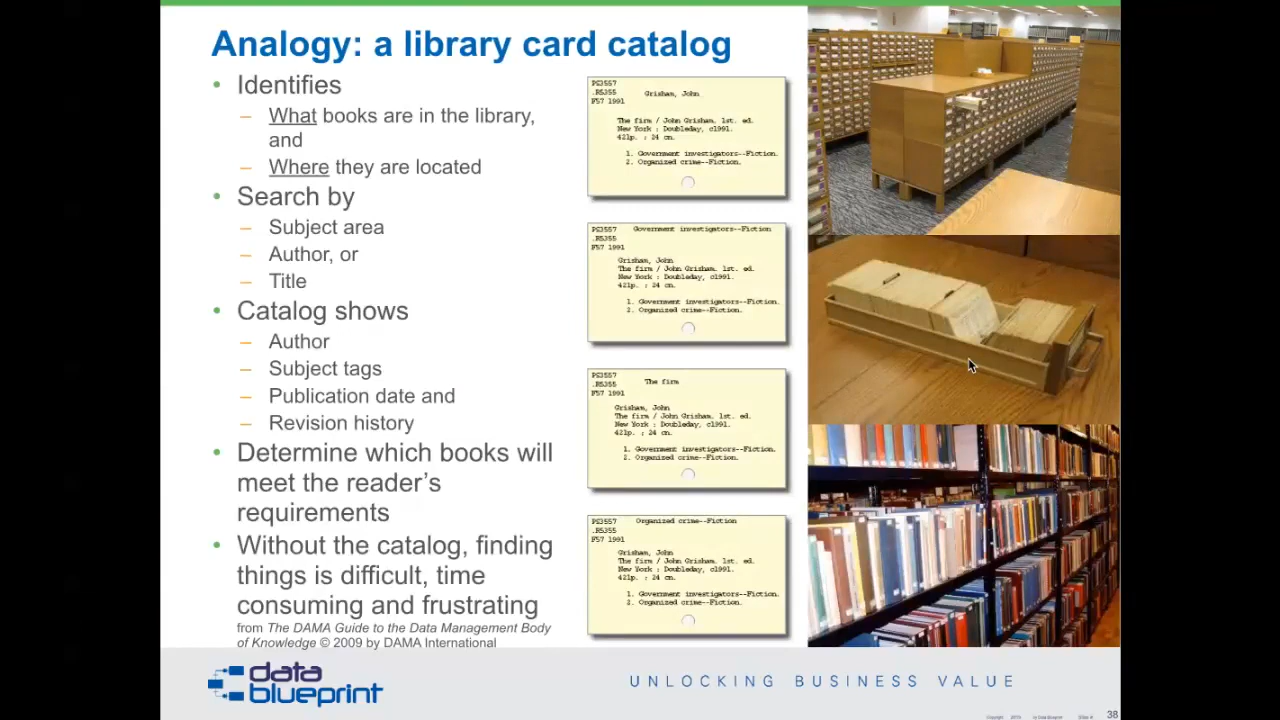 Analogy: a library card catalog
• Identifies
– What books are in the library,
and
– Where they are located
• Search by
– Subject area
– Author, or
– Title
• Catalog shows
– Author
– Subject tags
– Publication date and
– Revision history
• Determine which books will
meet the reader's
requirements
• Without the catalog, finding
things is difficult, time
consuming and frustrating
from The DAMA Guide to the Data Management Body
of Knowledge © 2009 by DAMA International
PS3557
.R5355
F57 1991
Grisham, John
The firm / John Grisham. 1st. ed.
New York : Doubleday, c1991.
421p. ; 24 cn.
1. Government investigators--Fiction.
2. Organized crime--Fiction.
PS3557
.R5355
F57 1991
Government investigators--Fiction
Grisham, John
The firm / John Grisham. 1st. ed.
New York : Doubleday, c1991.
421p. ; 24 cm.
1. Government investigators--Fiction.
2. Organized crime--Fiction.
PS3557
.R5355
F57 1991
The firm
Grisham, John
The firm / John Grisham. 1st. ed.
New York : Doubleday, c1991.
421p. ; 24 cm.
1. Government investigators--Fiction.
2. Organized crime--Fiction.
PS3557
.R5355
F57 1991
Organized crime--Fiction
Grisham, John
The firm / John Grisham. 1st. ed.
New York : Doubleday, c1991.
421p. ; 24 cm.
1. Government investigators--Fiction.
2. Organized crime--Fiction.
data
blueprint
UNLOCKING BUSINESS VALUE
38